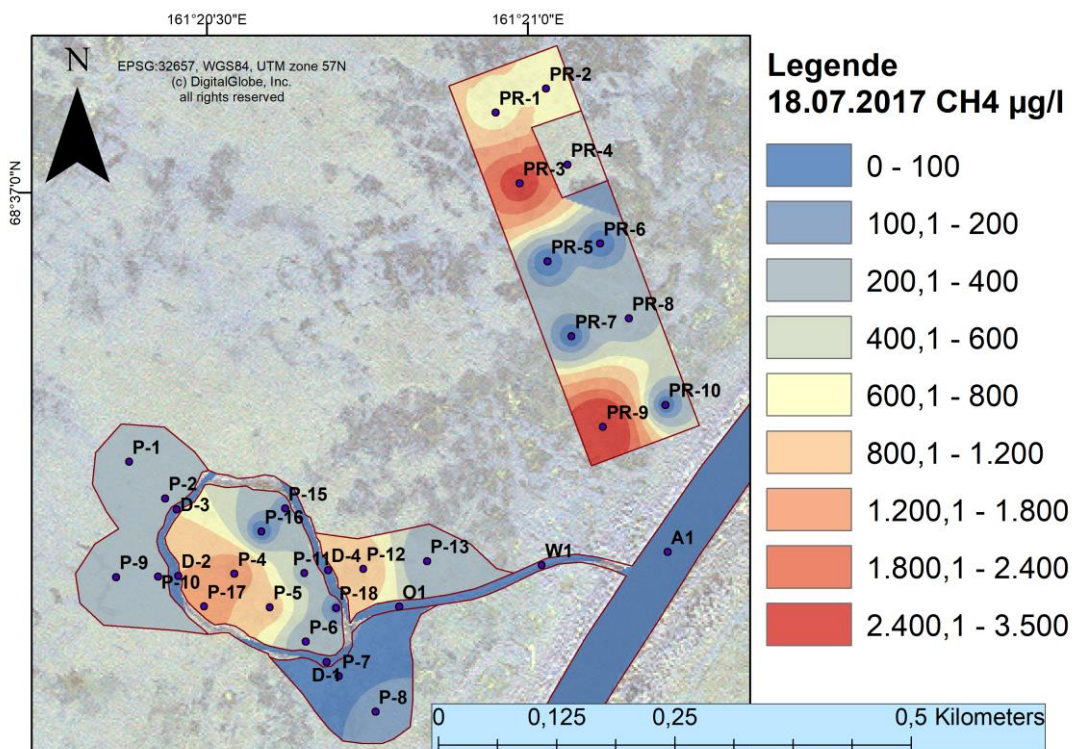 161°20'30"E
161°21'0"E
68°37'0"N
N
EPSG:32657, WGS84, UTM zone 57N
(c) DigitalGlobe, Inc.
all rights reserved
PR-2
PR-1
PR-4
PR-3
PR-6
PR-5
PR-8
PR-7
PR-10
PR-9
P-1
P-2
D-3
P-15
P-16
P-9
P-10
D-2
P-4
P-11
D-4
P-12
P-13
W1
A1
P-17
P-5
P-18
O1
P-6
P-7
D-1
P-8
0
0,125
0,25
0,5 Kilometers
Legende
18.07.2017 CH4 µg/l
0 - 100
100,1 - 200
200,1 - 400
400,1 - 600
600,1 - 800
800,1 - 1.200
1.200,1 - 1.800
1.800,1 - 2.400
2.400,1 - 3.500